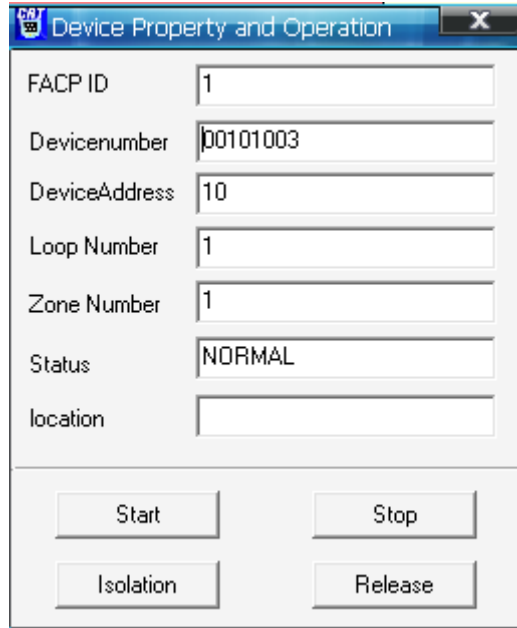 CRT
Device Property and Operation
X
FACP ID 1
Devicenumber 00101003
DeviceAddress 10
Loop Number 1
Zone Number 1
Status NORMAL
location
Start Stop
Isolation Release